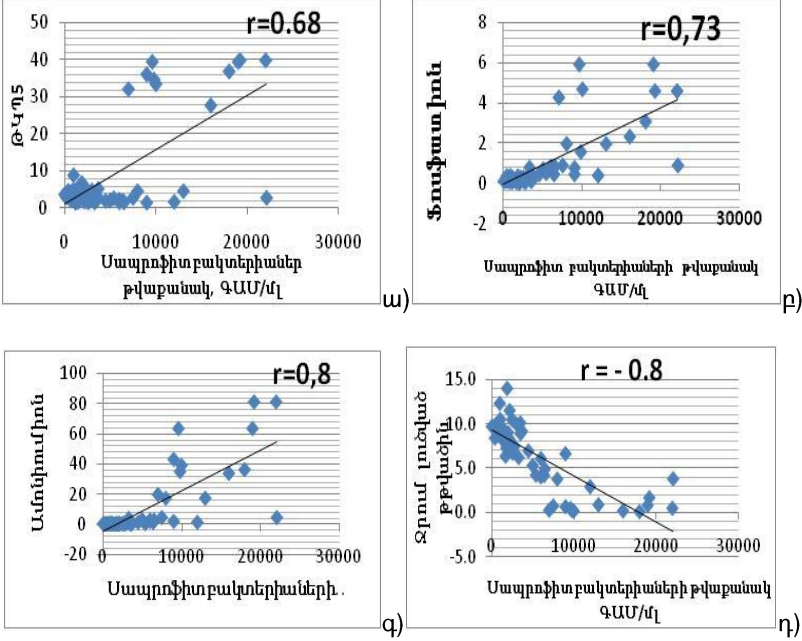 r=0.68
ԹԿՊ5
50
40
30
20
10
0
0 10000 20000 30000
Սապրոֆիտ բակտերիաներ
թվաքանակ, ԳԱՄ/մլ
ա)
r=0,73
Ֆոսֆատ իոն
8
6
4
2
0
-2
0 10000 20000 30000
Սապրոֆիտ բակտերիաների թվաքանակ
ԳԱՄ/մլ
բ)
r=0,8
Ամոնիում իոն
100
80
60
40
20
0
-20
0 10000 20000 30000
Սապրոֆիտ բակտերիաների..
գ)
r = - 0.8
Ջրում լուծված
թթվածին
15.0
10.0
5.0
0.0
-5.0
0 10000 20000 30000
Սապրոֆիտ բակտերիաների թվաքանակ
ԳԱՄ/մլ
դ)